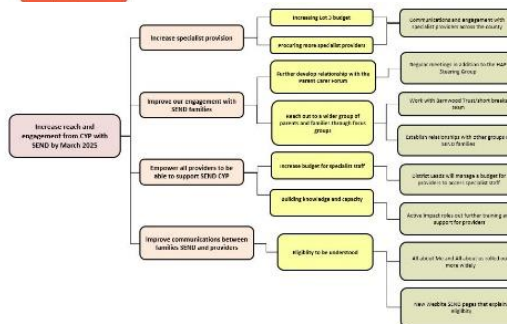 Increase reach and
engagement from CYP with
SEND by March 2025
Increase specialist provision
Improve our engagement with
SEND families
Empower all providers to be
able to support SEND CYP
Improve communications between
families SEND and providers
Increasing Lot 3 budget
Procuring more specialist providers
Further develop relationship with the
Parent Carer Forum
Reach out to a wider group of
parents and families through focus
groups
Increase budget for specialist staff
Building knowledge and capacity
Eligibility to be understood
Communications and engagement with
specialist providers across the county
Regular meetings in addition to the HAF
Steering Group
Work with Barnwood Trust/short breaks
team
Establish relationships with other groups
SEND families
District Leads will manage a budget for
providers to access specialist staff
Active Impact roles out further training
support for providers
All about Me and All about us rolled out
more widely
New Website SEND pages that explain
eligibility